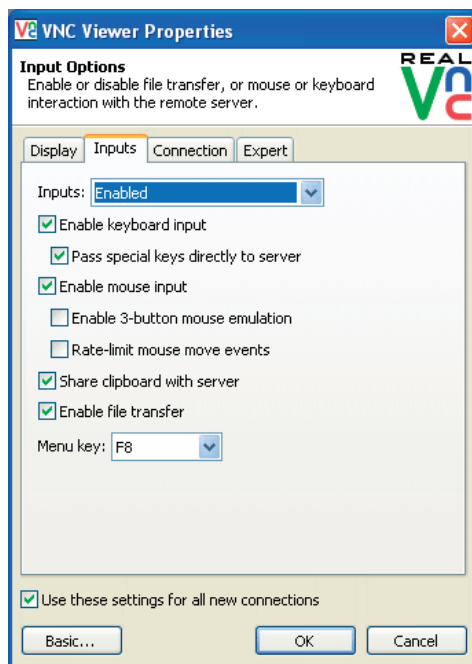 VNC Viewer Properties
Input Options
Enable or disable file transfer, or mouse or keyboard
interaction with the remote server.
REAL
VNC
Display Inputs Connection Expert
Inputs: Enabled
Enable keyboard input
Pass special keys directly to server
Enable mouse input
Enable 3-button mouse emulation
Rate-limit mouse move events
Share clipboard with server
Enable file transfer
Menu key: F8
Use these settings for all new connections
Basic... OK Cancel